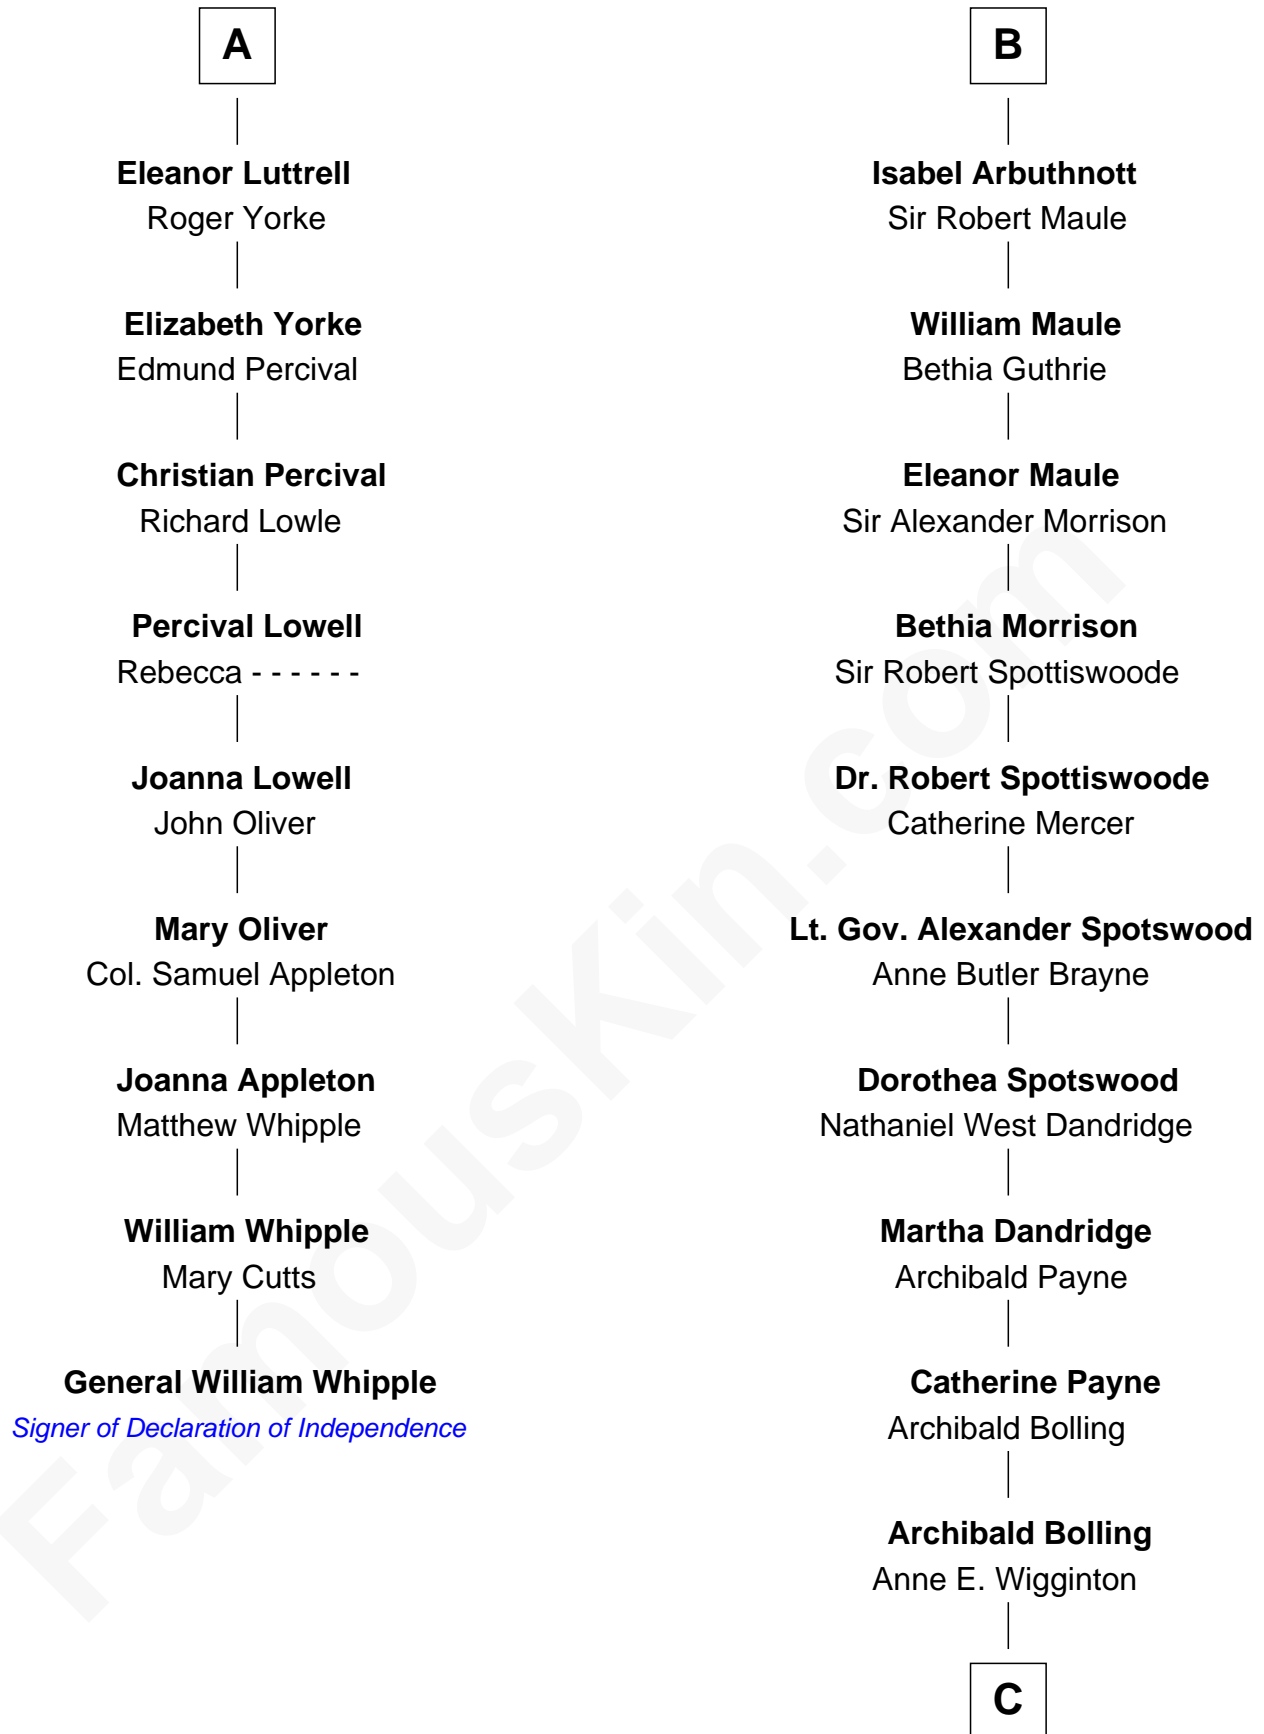 A
Eleanor Luttrell
Roger Yorke
Elizabeth Yorke
Edmund Percival
Christian Percival
Richard Lowle
Percival Lowell
Rebecca - - - - - -
Joanna Lowell
John Oliver
Mary Oliver
Col. Samuel Appleton
Joanna Appleton
Matthew Whipple
William Whipple
Mary Cutts
General William Whipple
Signer of Declaration of Independence
B
Isabel Arbuthnott
Sir Robert Maule
William Maule
Bethia Guthrie
Eleanor Maule
Sir Alexander Morrison
Bethia Morrison
Sir Robert Spottiswoode
Dr. Robert Spottiswoode
Catherine Mercer
Lt. Gov. Alexander Spotswood
Anne Butler Brayne
Dorothea Spotswood
Nathaniel West Dandridge
Martha Dandridge
Archibald Payne
Catherine Payne
Archibald Bolling
Archibald Bolling
Anne E. Wigginton
C
FamousKin.com